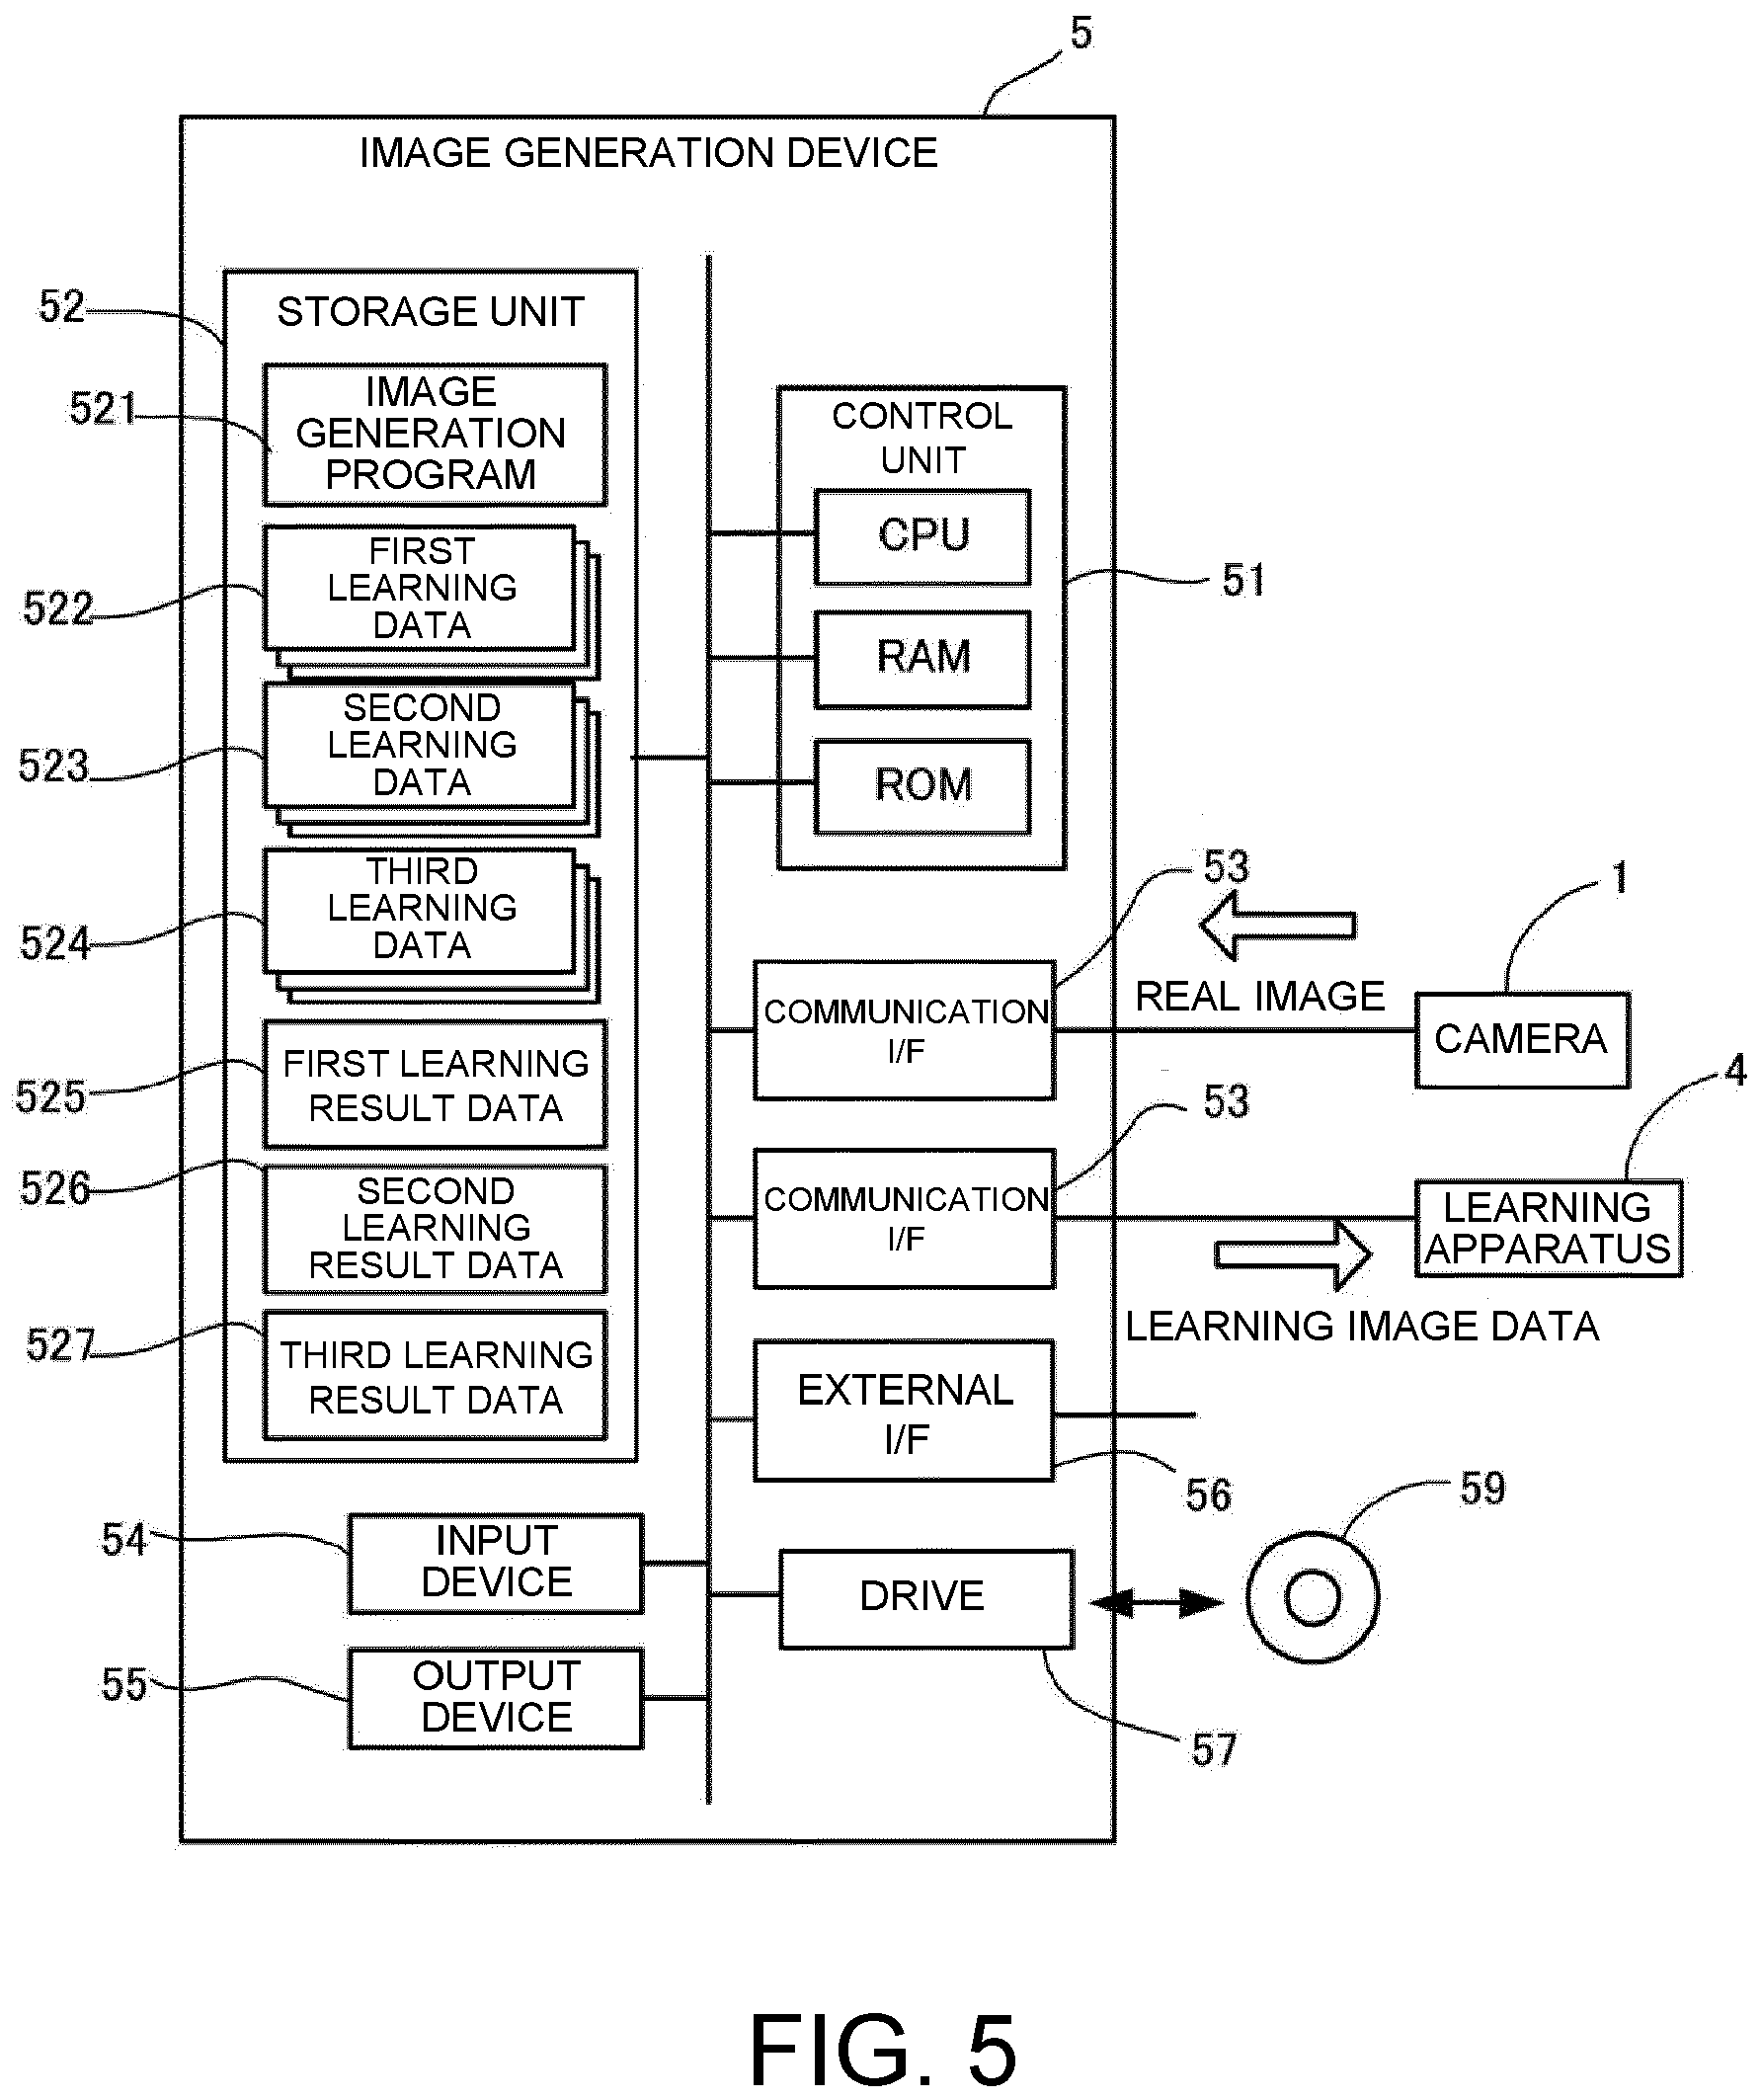 5
IMAGE GENERATION DEVICE
52
STORAGE UNIT
521
IMAGE
GENERATION
PROGRAM
522
FIRST
LEARNING
DATA
523
SECOND
LEARNING
DATA
524
THIRD
LEARNING
DATA
525
FIRST LEARNING
RESULT DATA
526
SECOND
LEARNING
RESULT DATA
527
THIRD LEARNING
RESULT DATA
54
INPUT
DEVICE
55
OUTPUT
DEVICE
CONTROL
UNIT
CPU
RAM
ROM
51
53
COMMUNICATION
I/F
REAL IMAGE
1
CAMERA
53
COMMUNICATION
I/F
4
LEARNING
APPARATUS
LEARNING IMAGE DATA
EXTERNAL
I/F
56
DRIVE
57
59
FIG. 5